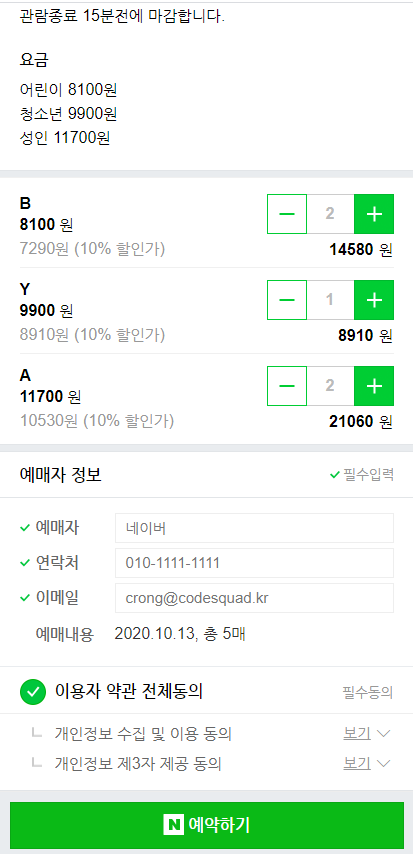 관람종료 15분전에 마감합니다.
요금
어린이 8100원
청소년 9900원
성인 11700원
B
8100 원
2
7290원 (10% 할인가)
14580 원
Y
9900 원
1
8910원 (10% 할인가)
8910 원
A
11700 원
2
10530원 (10% 할인가)
21060 원
예매자 정보
필수입력
예매자 네이버
연락처 010-1111-1111
이메일 crong@codesquad.kr
예매내용 2020.10.13, 총 5매
이용자 약관 전체동의 필수동의
개인정보 수집 및 이용 동의 보기
개인정보 제3자 제공 동의 보기
N 예약하기